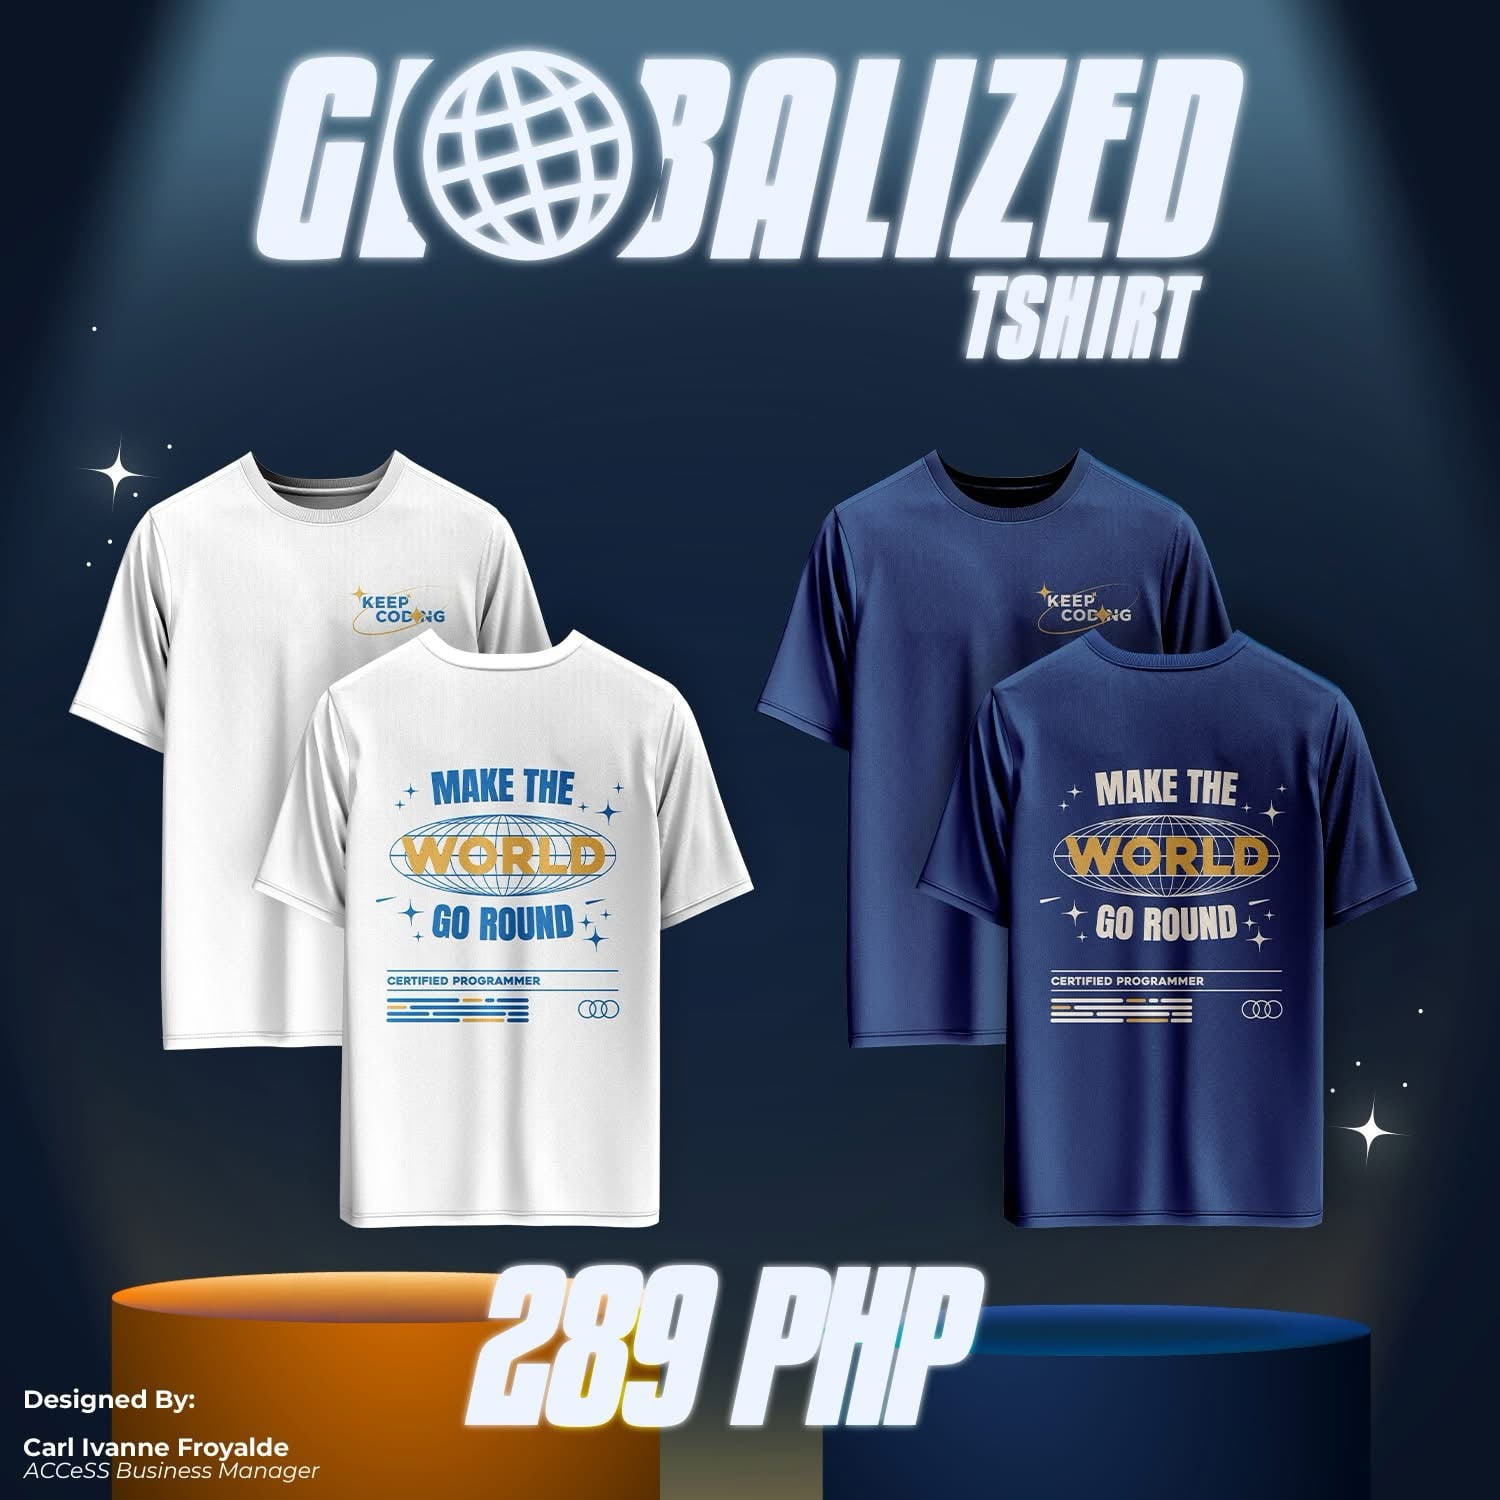 GLOBALIZED
TSHIRT
KEEP
CODING
MAKE THE
WORLD
GO ROUND
CERTIFIED PROGRAMMER
KEEP
CODING
MAKE THE
WORLD
GO ROUND
CERTIFIED PROGRAMMER
289 PHP
Designed By:
Carl Ivanne Froyalde
ACCeSS Business Manager